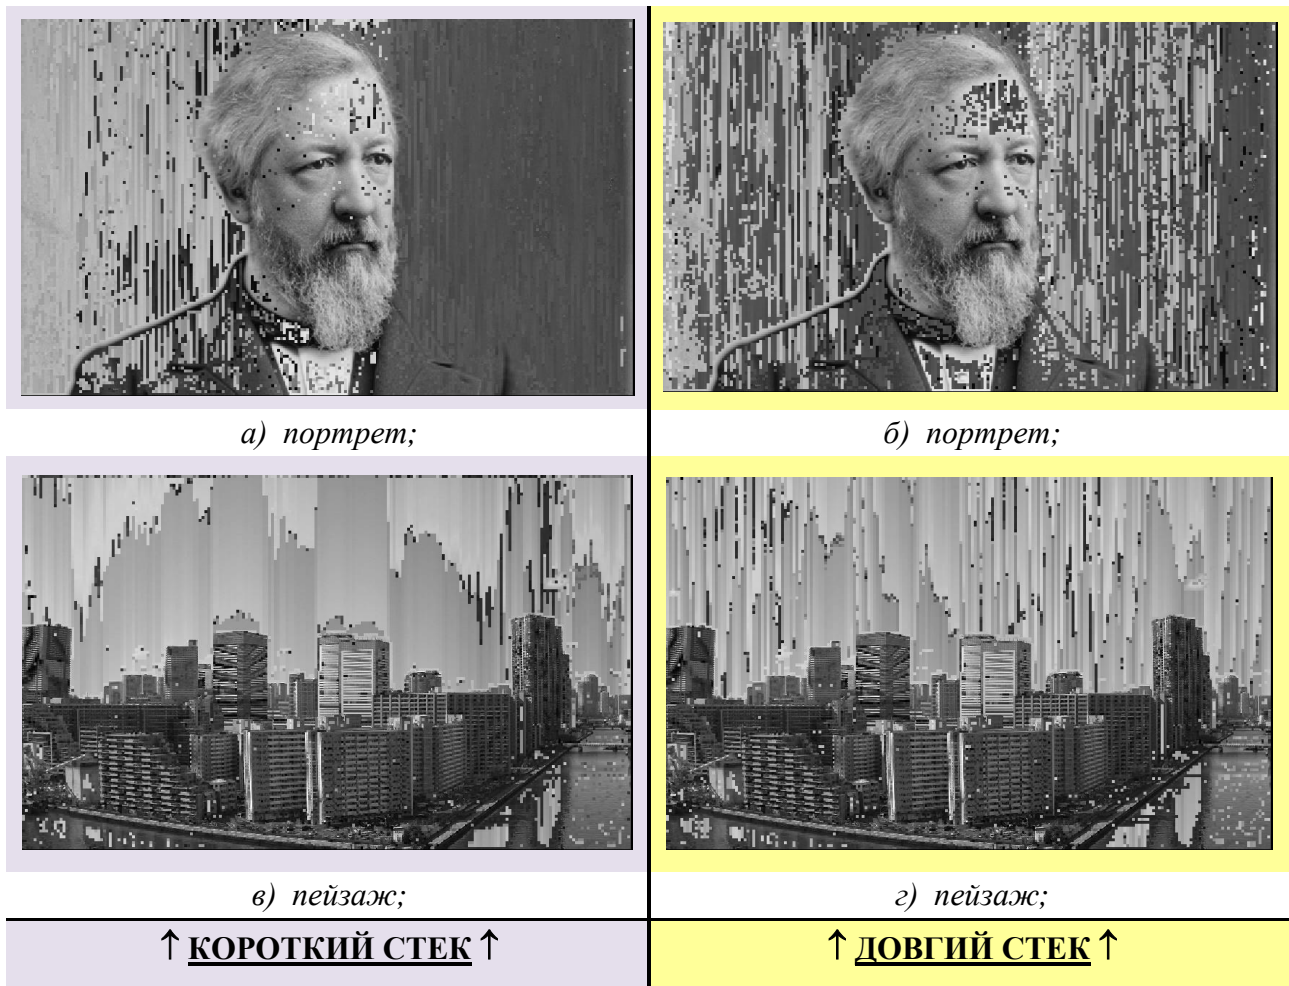 а) портрет;
б) портрет;
в) пейзаж;
г) пейзаж;
↑ КОРОТКИЙ СТЕК ↑
↑ ДОВГИЙ СТЕК ↑